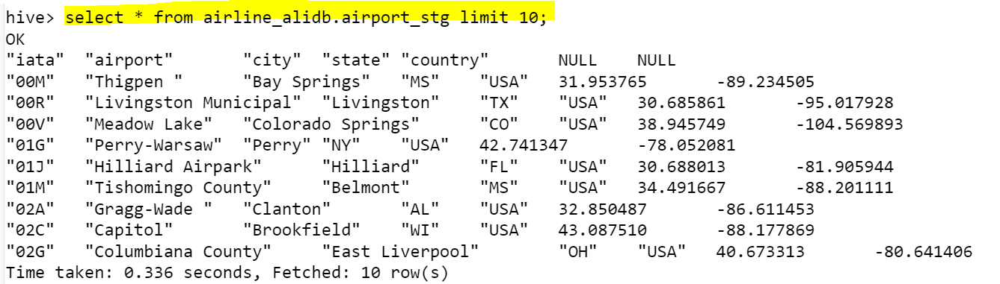 hive> select * from airline_alidb.airport_stg limit 10;
OK
"iata" "airport" "city" "state" "country" NULL NULL
"00M" "Thigpen " "Bay Springs" "MS" "USA" 31.953765 -89.234505
"00R" "Livingston Municipal" "Livingston" "TX" "USA" 30.685861 -95.017928
"00V" "Meadow Lake" "Colorado Springs" "CO" "USA" 38.945749 -104.569893
"01G" "Perry-Warsaw" "Perry" "NY" "USA" 42.741347 -78.052081
"01J" "Hilliard Airpark" "Hilliard" "FL" "USA" 30.688013 -81.905944
"01M" "Tishomingo County" "Belmont" "MS" "USA" 34.491667 -88.201111
"02A" "Gragg-Wade " "Clanton" "AL" "USA" 32.850487 -86.611453
"02C" "Capitol" "Brookfield" "WI" "USA" 43.087510 -88.177869
"02G" "Columbiana County" "East Liverpool" "OH" "USA" 40.673313 -80.641406
Time taken: 0.336 seconds, Fetched: 10 row(s)